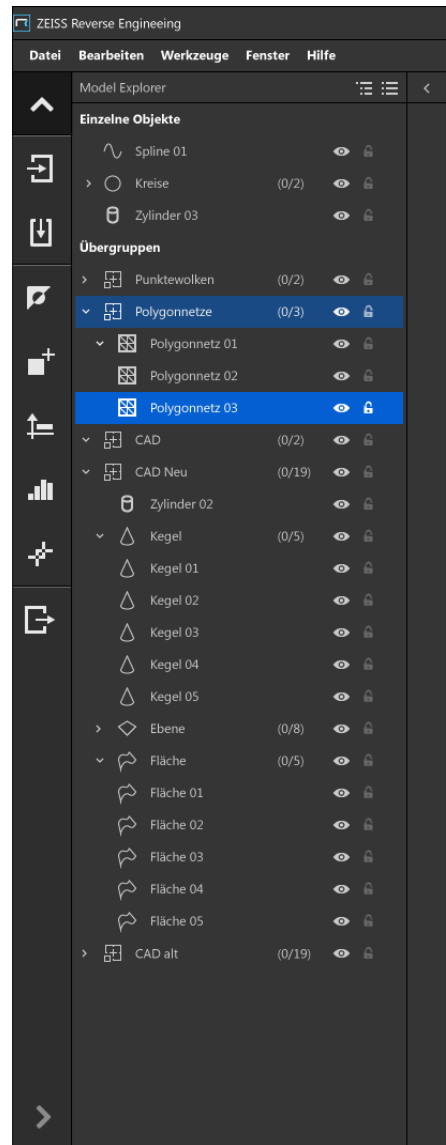 ZEISS Reverse Engineeing
Datei Bearbeiten Werkzeuge Fenster Hilfe
Model Explorer
Einzelne Objekte
Spline 01
Kreise (0/2)
Zylinder 03
Übergruppen
Punktewolken (0/2)
Polygonnetze (0/3)
Polygonnetz 01
Polygonnetz 02
Polygonnetz 03
CAD (0/2)
CAD Neu (0/19)
Zylinder 02
Kegel (0/5)
Kegel 01
Kegel 02
Kegel 03
Kegel 04
Kegel 05
Ebene (0/8)
Fläche (0/5)
Fläche 01
Fläche 02
Fläche 03
Fläche 04
Fläche 05
CAD alt (0/19)